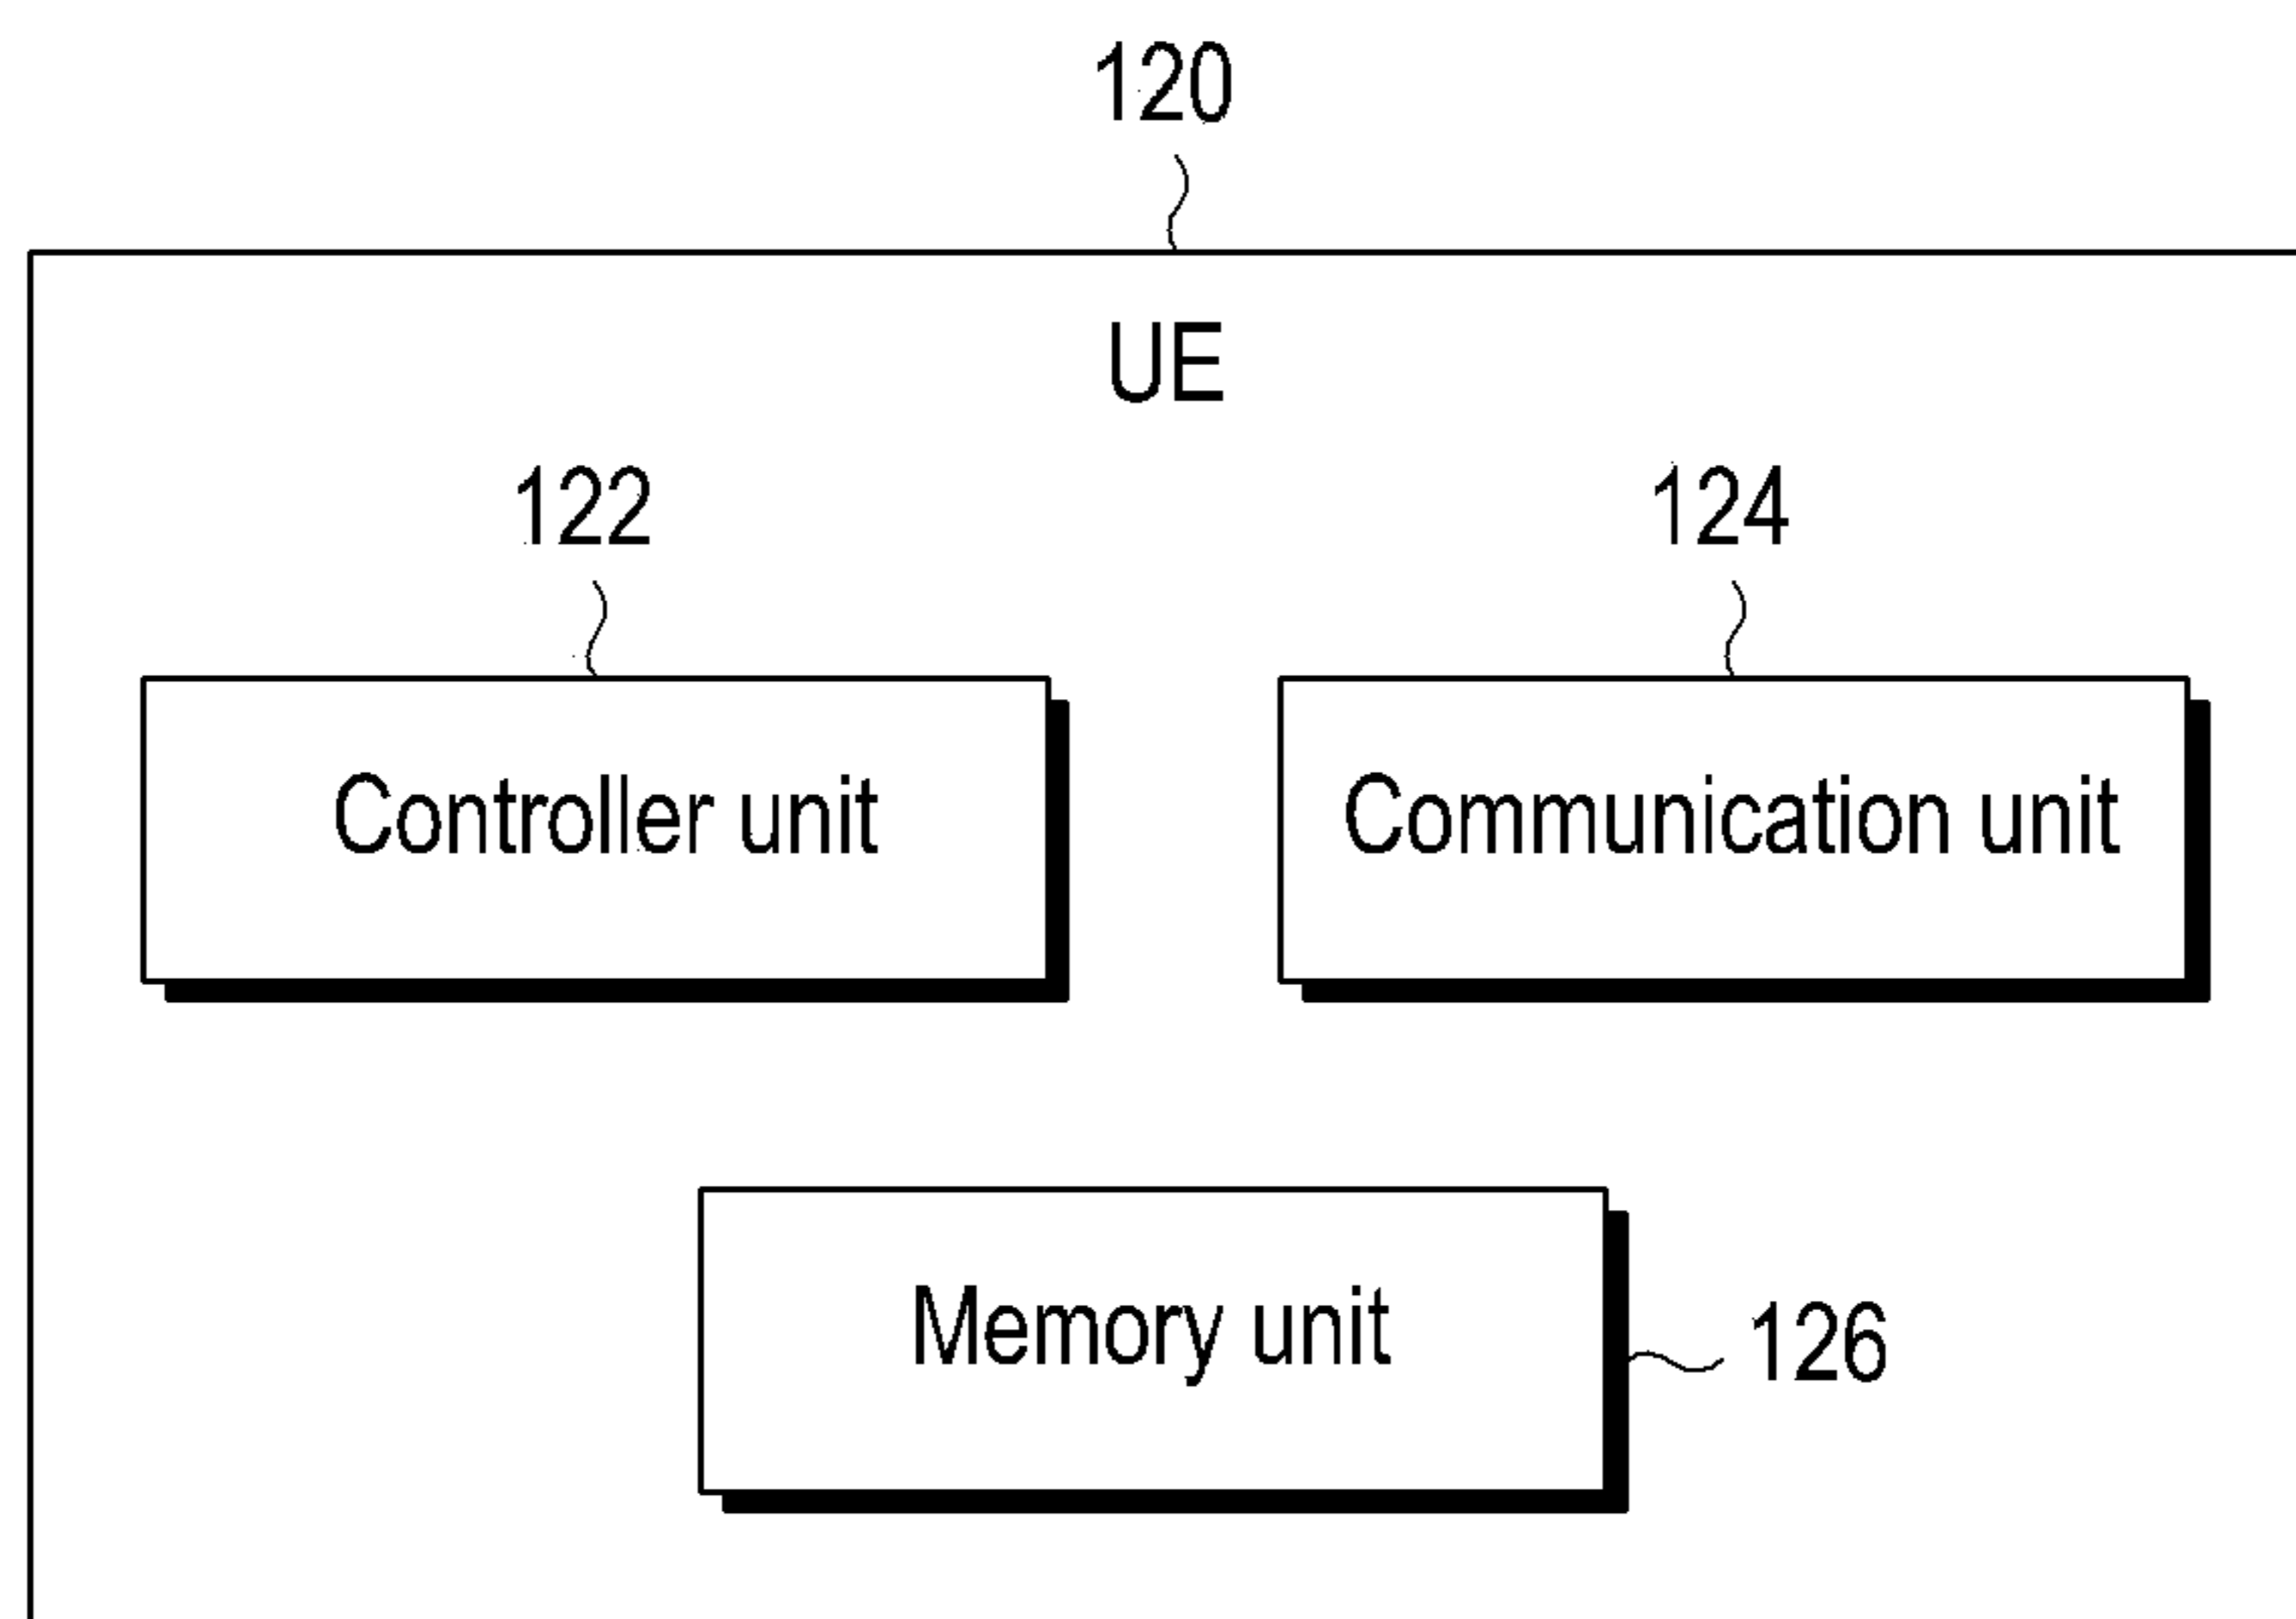 120
UE
122
124
Controller unit
Communication unit
Memory unit
126